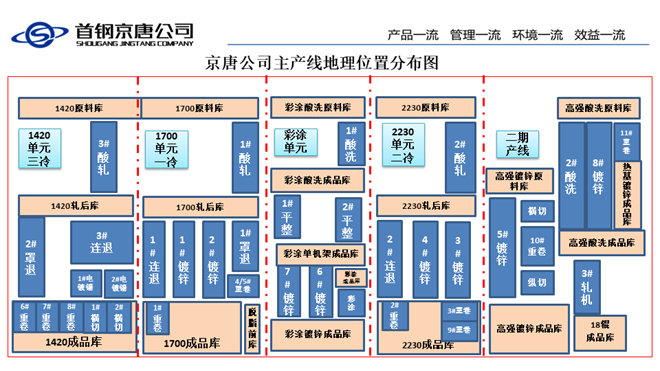 首钢京唐公司
SHOUGANG JINGTANG COMPANY
产品一流 管理一流 环境一流 效益一流
京唐公司主产线地理位置分布图
1420原料库
1420
单元
三冷
3#酸轧
1420轧后库
2#罩退
3#连退
1#电镀锡
2#电镀锡
6#重卷
7#重卷
8#重卷
1#横切
2#横切
1420成品库
1700原料库
1700
单元
一冷
1#酸轧
1700轧后库
1#连退
1#镀锌
2#镀锌
1#罩退
4/5#重卷
1#重卷
1700成品库
脱脂前库
彩涂酸洗原料库
彩涂
单元
1#酸洗
彩涂酸洗成品库
1#平整
2#平整
彩涂单机架成品库
7#镀锌
6#镀锌
彩涂成品库
彩涂
彩涂镀锌成品库
2230原料库
2230
单元
二冷
2#酸轧
2230轧后库
2#连退
4#镀锌
3#镀锌
2#重卷
3#重卷
9#重卷
2230成品库
二期
产线
高强镀锌原料库
5#镀锌
横切
10#重卷
纵切
高强镀锌成品库
高强酸洗原料库
2#酸洗
8#镀锌
11#重卷
热基镀锌成品库
高强酸洗成品库
3#轧机
18辊成品库